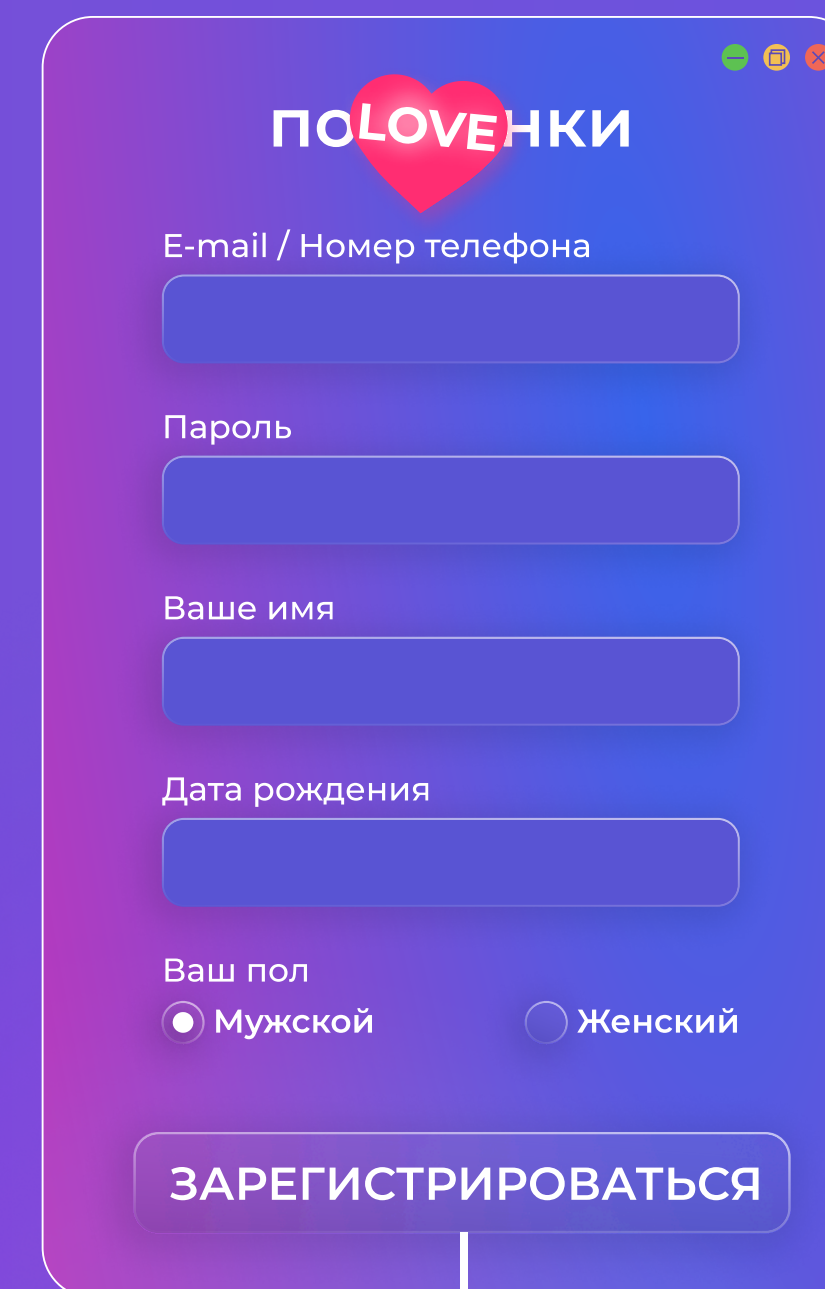 ПОLOVEНКИ
E-mail / Номер телефона
Пароль
Ваше имя
Дата рождения
Ваш пол
Мужской
Женский
ЗАРЕГИСТРИРОВАТЬСЯ